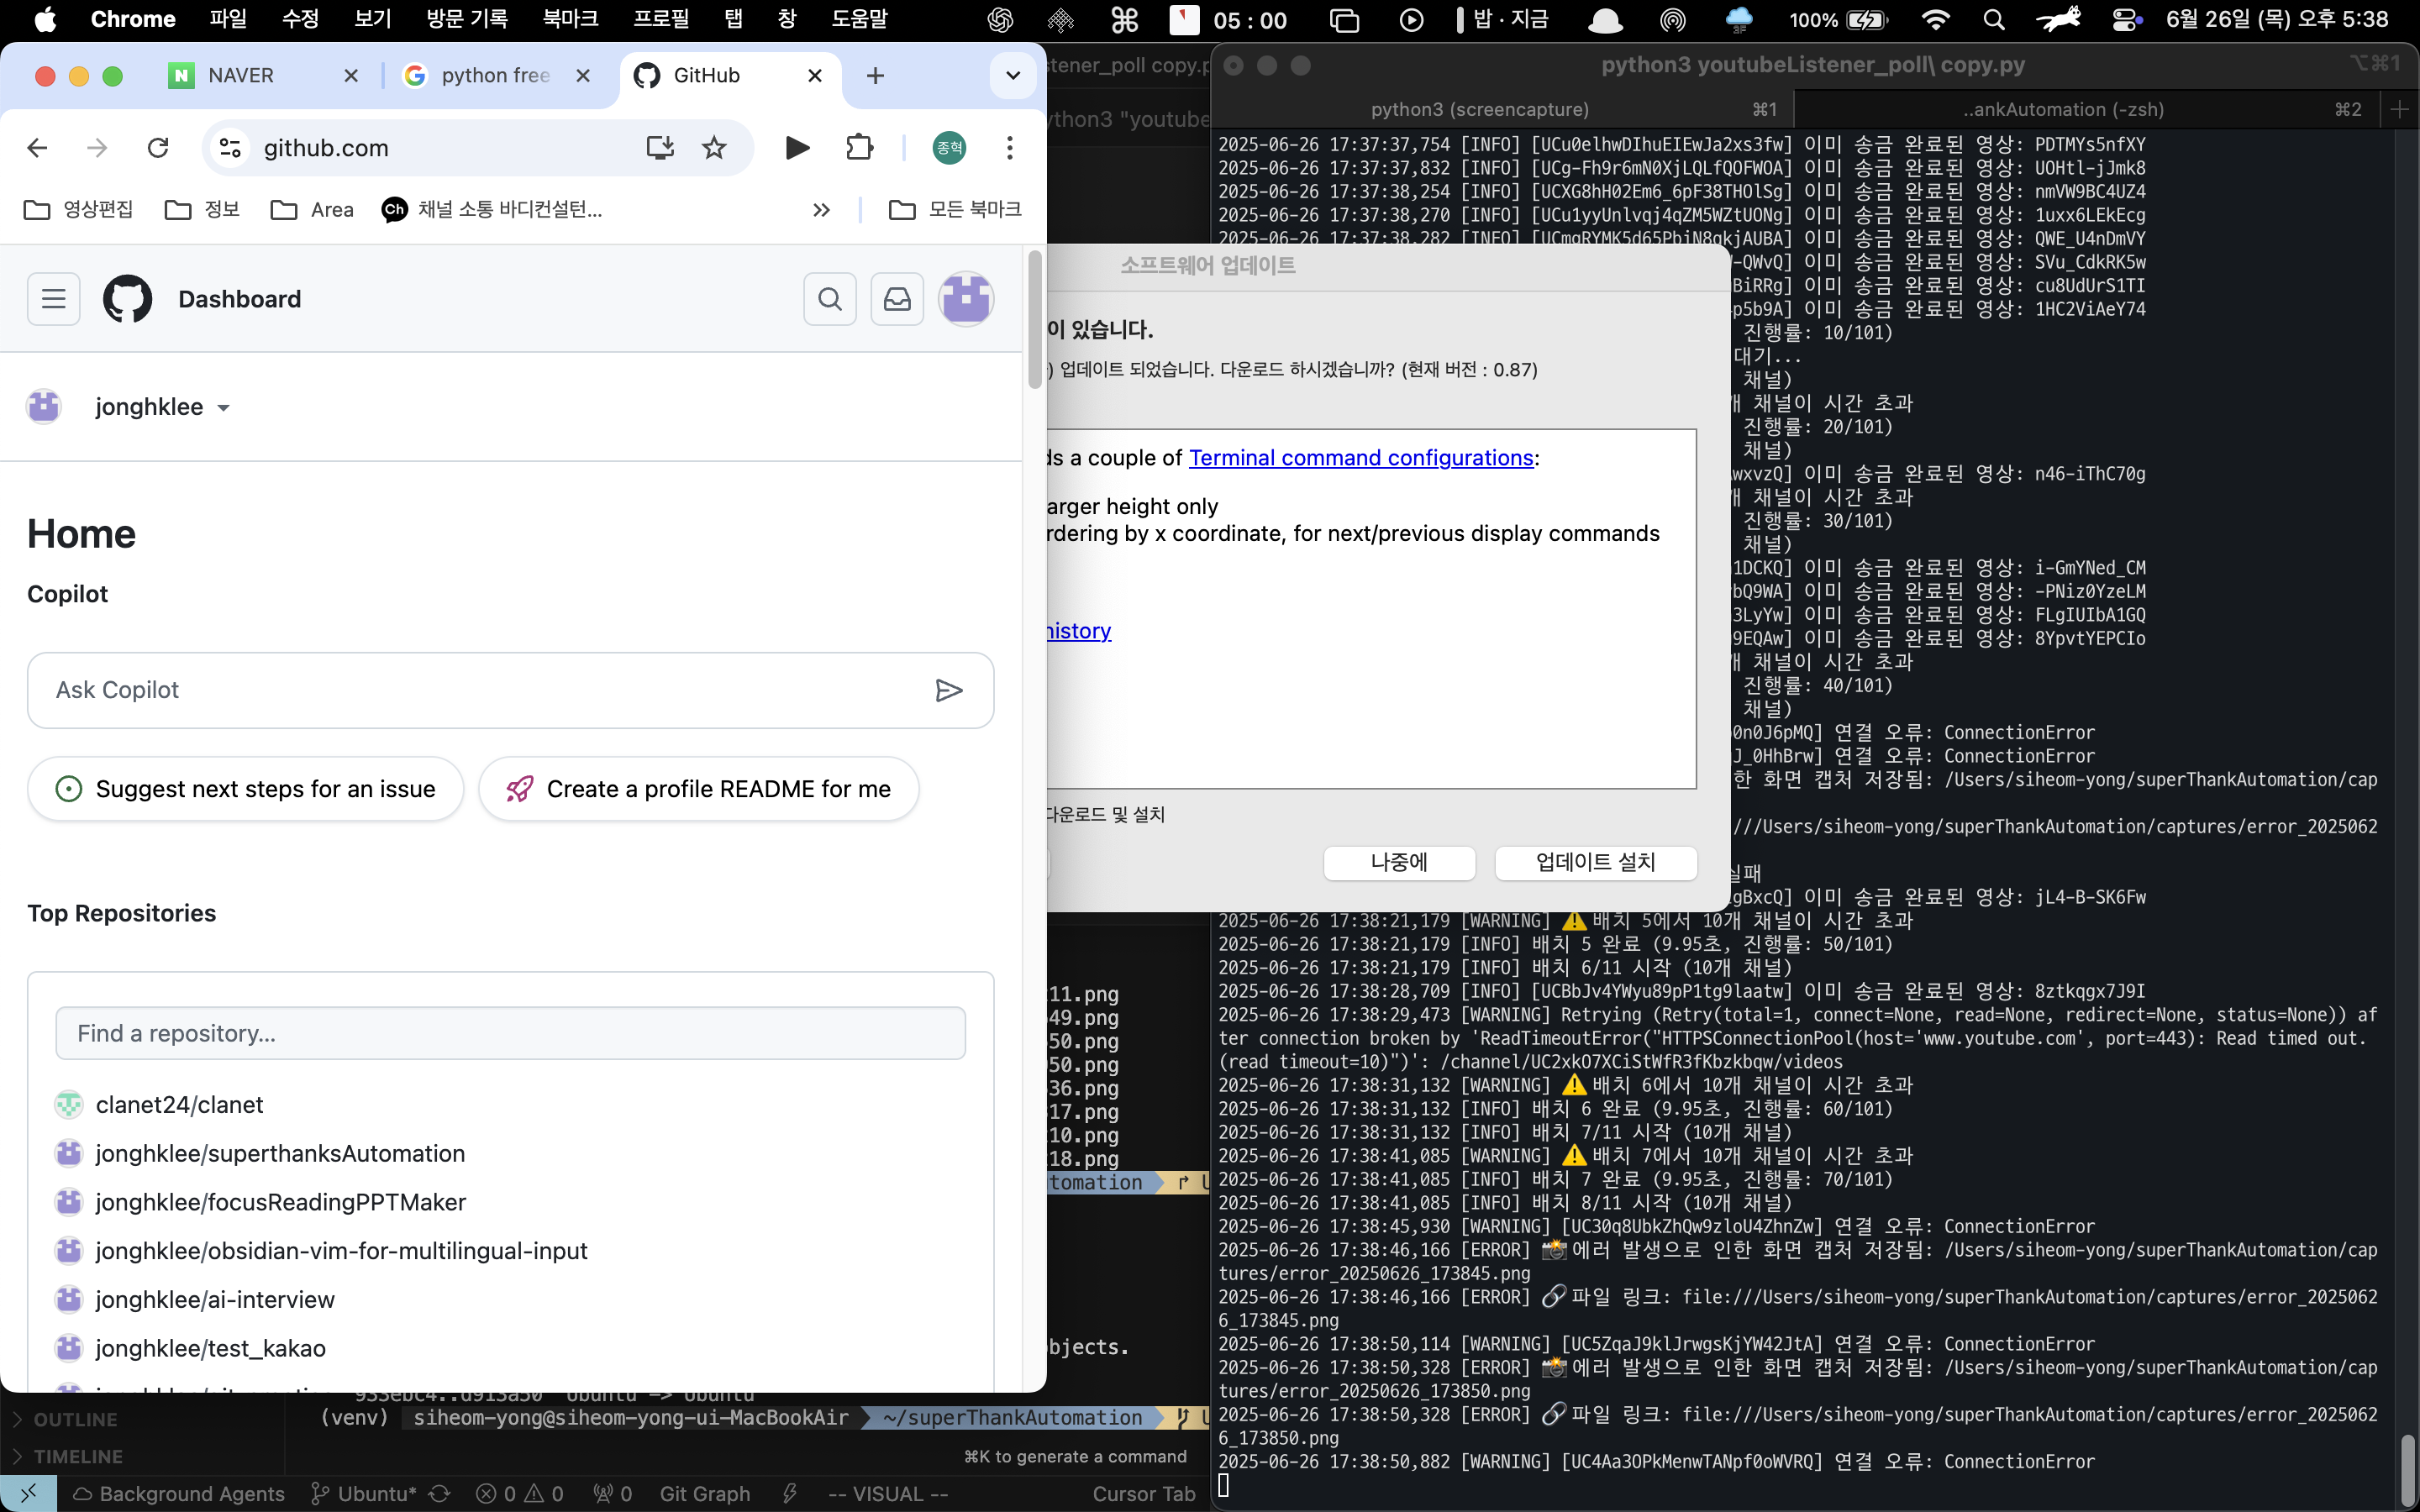 Chrome 파일 수정 보기 방문 기록 북마크 프로필 탭 창 도움말 05 : 00 밥 · 지금 100% 6월 26일 (목) 오후 5:38
NAVER
python free
GitHub
github.com
종혁
영상편집 정보 Area 채널 소통 바디컨설턴... 모든 북마크
Dashboard
jonghklee
Home
Copilot
Ask Copilot
Suggest next steps for an issue
Create a profile README for me
Top Repositories
Find a repository...
clanet24/clanet
jonghklee/superthanksAutomation
jonghklee/focusReadingPPTMaker
jonghklee/obsidian-vim-for-multilingual-input
jonghklee/ai-interview
jonghklee/test_kakao
소프트웨어 업데이트
이 있습니다.
업데이트 되었습니다. 다운로드 하시겠습니까? (현재 버전 : 0.87)
ds a couple of Terminal command configurations:
arger height only
rdering by x coordinate, for next/previous display commands
history
다운로드 및 설치
나중에
업데이트 설치
stener_poll copy.p
ython3 "youtube
11.png
49.png
50.png
50.png
36.png
17.png
10.png
18.png
tomation
bjects.
(venv) siheom-yong@siheom-yong-ui-MacBookAir ~/superThankAutomation
⌘K to generate a command
OUTLINE
TIMELINE
Background Agents Ubuntu* 0 0 0 Git Graph -- VISUAL -- Cursor Tab
python3 youtubeListener_poll\ copy.py ⌥⌘1
python3 (screencapture) ⌘1
..ankAutomation (-zsh) ⌘2
2025-06-26 17:37:37,754 [INFO] [UCu0elhwDIhuEIEwJa2xs3fw] 이미 송금 완료된 영상: PDTMYs5nfXY
2025-06-26 17:37:37,832 [INFO] [UCg-Fh9r6mN0XjLQLfQOFWOA] 이미 송금 완료된 영상: UOHtl-jJmk8
2025-06-26 17:37:38,254 [INFO] [UCXG8hH02Em6_6pF38THOlSg] 이미 송금 완료된 영상: nmVW9BC4UZ4
2025-06-26 17:37:38,270 [INFO] [UCu1yyUnlvqj4qZM5WZtUONg] 이미 송금 완료된 영상: 1uxx6LEkEcg
2025-06-26 17:37:38,282 [INFO] [UCmgRYMK5d65PbjN8gkjAUBA] 이미 송금 완료된 영상: QWE_U4nDmVY
-QWvQ] 이미 송금 완료된 영상: SVu_CdkRK5w
BiRRg] 이미 송금 완료된 영상: cu8UdUrS1TI
p5b9A] 이미 송금 완료된 영상: 1HC2ViAeY74
진행률: 10/101)
대기...
채널)
개 채널이 시간 초과
진행률: 20/101)
채널)
wxvzQ] 이미 송금 완료된 영상: n46-iThC70g
개 채널이 시간 초과
진행률: 30/101)
채널)
1DCKQ] 이미 송금 완료된 영상: i-GmYNed_CM
bQ9WA] 이미 송금 완료된 영상: -PNiz0YzeLM
3LyYw] 이미 송금 완료된 영상: FLgIUIbA1GQ
9EQAw] 이미 송금 완료된 영상: 8YpvtYEPCIo
개 채널이 시간 초과
진행률: 40/101)
채널)
0n0J6pMQ] 연결 오류: ConnectionError
J_0HhBrw] 연결 오류: ConnectionError
한 화면 캡처 저장됨: /Users/siheom-yong/superThankAutomation/cap
///Users/siheom-yong/superThankAutomation/captures/error_2025062
실패
gBxcQ] 이미 송금 완료된 영상: jL4-B-SK6Fw
2025-06-26 17:38:21,179 [WARNING] ⚠️ 배치 5에서 10개 채널이 시간 초과
2025-06-26 17:38:21,179 [INFO] 배치 5 완료 (9.95초, 진행률: 50/101)
2025-06-26 17:38:21,179 [INFO] 배치 6/11 시작 (10개 채널)
2025-06-26 17:38:28,709 [INFO] [UCBbJv4YWyu89pP1tg9laatw] 이미 송금 완료된 영상: 8ztkqgx7J9I
2025-06-26 17:38:29,473 [WARNING] Retrying (Retry(total=1, connect=None, read=None, redirect=None, status=None)) af
ter connection broken by 'ReadTimeoutError("HTTPSConnectionPool(host='www.youtube.com', port=443): Read timed out.
(read timeout=10)")': /channel/UC2xkO7XCiStWfR3fKbzkbqw/videos
2025-06-26 17:38:31,132 [WARNING] ⚠️ 배치 6에서 10개 채널이 시간 초과
2025-06-26 17:38:31,132 [INFO] 배치 6 완료 (9.95초, 진행률: 60/101)
2025-06-26 17:38:31,132 [INFO] 배치 7/11 시작 (10개 채널)
2025-06-26 17:38:41,085 [WARNING] ⚠️ 배치 7에서 10개 채널이 시간 초과
2025-06-26 17:38:41,085 [INFO] 배치 7 완료 (9.95초, 진행률: 70/101)
2025-06-26 17:38:41,085 [INFO] 배치 8/11 시작 (10개 채널)
2025-06-26 17:38:45,930 [WARNING] [UC30q8UbkZhQw9zloU4ZhnZw] 연결 오류: ConnectionError
2025-06-26 17:38:46,166 [ERROR] 📸 에러 발생으로 인한 화면 캡처 저장됨: /Users/siheom-yong/superThankAutomation/cap
tures/error_20250626_173845.png
2025-06-26 17:38:46,166 [ERROR] 🔗 파일 링크: file:///Users/siheom-yong/superThankAutomation/captures/error_2025062
6_173845.png
2025-06-26 17:38:50,114 [WARNING] [UC5ZqaJ9klJrwgsKjYW42JtA] 연결 오류: ConnectionError
2025-06-26 17:38:50,328 [ERROR] 📸 에러 발생으로 인한 화면 캡처 저장됨: /Users/siheom-yong/superThankAutomation/cap
tures/error_20250626_173850.png
2025-06-26 17:38:50,328 [ERROR] 🔗 파일 링크: file:///Users/siheom-yong/superThankAutomation/captures/error_2025062
6_173850.png
2025-06-26 17:38:50,882 [WARNING] [UC4Aa3OPkMenwTANpf0oWVRQ] 연결 오류: ConnectionError